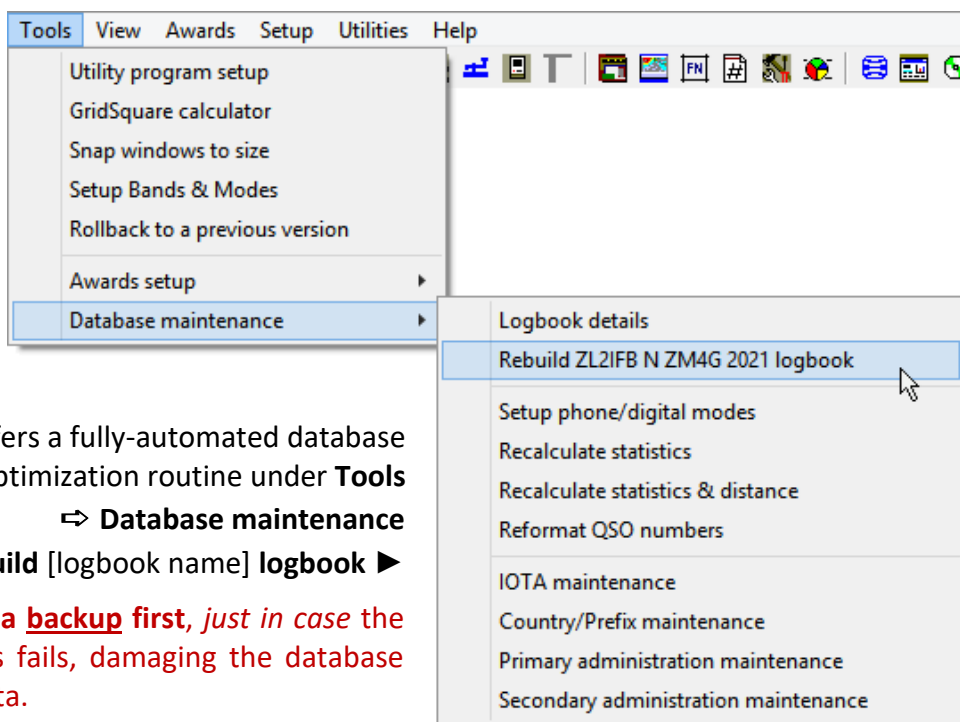 Tools View Awards Setup Utilities Help
FN #
Utility program setup
GridSquare calculator
Snap windows to size
Setup Bands & Modes
Rollback to a previous version
Awards setup
Database maintenance
Logbook details
Rebuild ZL2IFB N ZM4G 2021 logbook
Setup phone/digital modes
Recalculate statistics
Recalculate statistics & distance
Reformat QSO numbers
IOTA maintenance
Country/Prefix maintenance
Primary administration maintenance
Secondary administration maintenance
a fully-automated database
routine under Tools
⇨ Database maintenance
[logbook name] logbook ►
a backup first, just in case the
fails, damaging the database